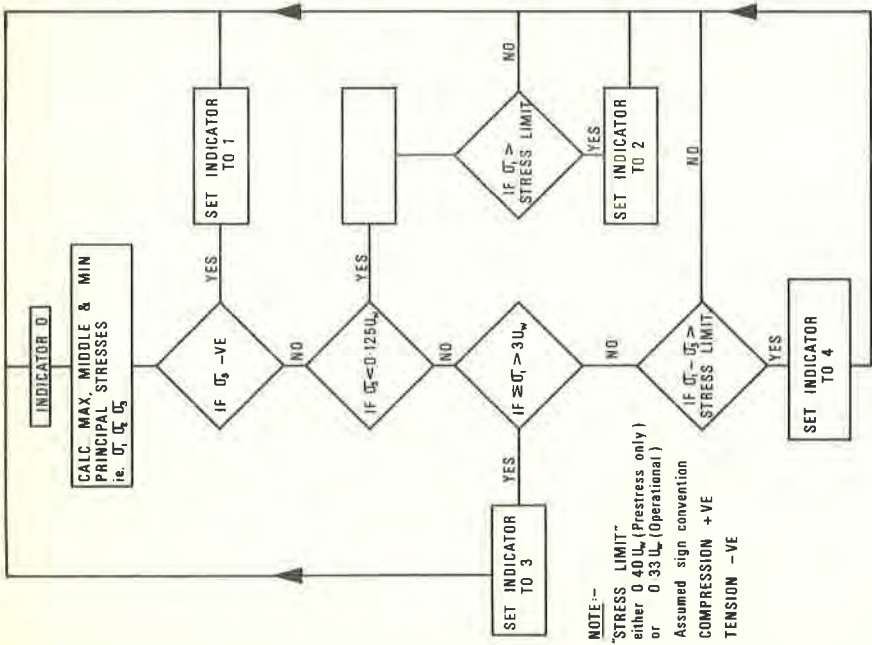 INDICATOR 0
CALC. MAX, MIDDLE & MIN
PRINCIPAL STRESSES
ie. σ₁ σ₂ σ₃
IF σ₃ -VE
YES
SET INDICATOR
TO 1
NO
IF σ₂<0·125Uw
YES
IF σ₁ >
STRESS LIMIT
NO
YES
SET INDICATOR
TO 2
NO
IF ≥σ₁ > 3Uw
YES
SET INDICATOR
TO 3
NO
IF σ₁ - σ₃ >
STRESS LIMIT
NO
YES
SET INDICATOR
TO 4
NOTE:-
"STRESS LIMIT"
either 0·40 Uw (Prestress only)
or 0·33 Uw (Operational)
Assumed sign convention
COMPRESSION +VE
TENSION -VE